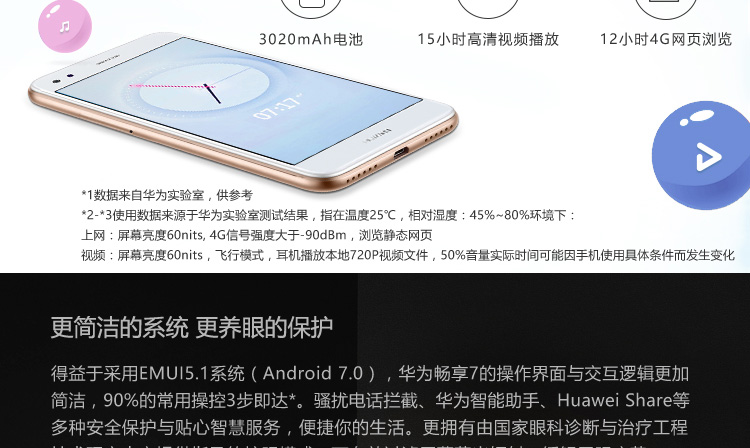 3020mAh电池 15小时高清视频播放 12小时4G网页浏览
07:17
HUAWEI
*1数据来自华为实验室，供参考
*2-*3使用数据来源于华为实验室测试结果，指在温度25℃，相对湿度：45%~80%环境下：
上网：屏幕亮度60nits, 4G信号强度大于-90dBm，浏览静态网页
视频：屏幕亮度60nits，飞行模式，耳机播放本地720P视频文件，50%音量实际时间可能因手机使用具体条件而发生变化
更简洁的系统 更养眼的保护
得益于采用EMUI5.1系统（Android 7.0），华为畅享7的操作界面与交互逻辑更加
简洁，90%的常用操控3步即达*。骚扰电话拦截、华为智能助手、Huawei Share等
多种安全保护与贴心智慧服务，便捷你的生活。更拥有由国家眼科诊断与治疗工程